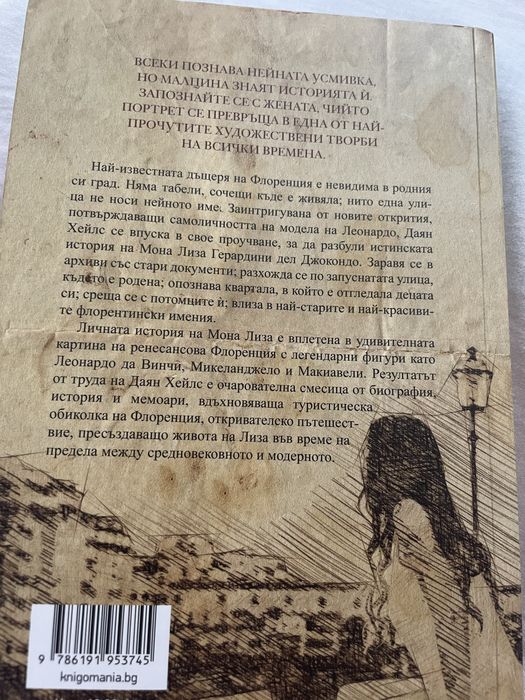 ВСЕКИ ПОЗНАВА НЕЙНАТА УСМИВКА,
НО МАЛЦИНА ЗНАЯТ ИСТОРИЯТА Ѝ.
ЗАПОЗНАЙТЕ СЕ С ЖЕНАТА, ЧИЙТО
ПОРТРЕТ СЕ ПРЕВРЪЩА В ЕДНА ОТ НАЙ-
ПРОЧУТИТЕ ХУДОЖЕСТВЕНИ ТВОРБИ
НА ВСИЧКИ ВРЕМЕНА.
Най-известната дъщеря на Флоренция е невидима в родния
си град. Няма табели, сочещи къде е живяла; нито една ули-
ца не носи нейното име. Заинтригувана от новите открития,
потвърждаващи самоличността на модела на Леонардо, Даян
Хейлс се впуска в свое проучване, за да разбули истинската
история на Мона Лиза Герардини дел Джокондо. Заравя се в
архиви със стари документи; разхожда се по запуснатата улица,
където е родена; опознава квартала, в който е отгледала децата
си; среща се с потомците ѝ; влиза в най-старите и най-красиви-
те флорентински имения.
Личната история на Мона Лиза е вплетена в удивителната
картина на ренесансова Флоренция с легендарни фигури като
Леонардо да Винчи, Микеланджело и Макиавели. Резултатът
от труда на Даян Хейлс е очарователна смесица от биография,
история и мемоари, вдъхновяваща туристическа
обиколка на Флоренция, откривателско пътешест-
вие, пресъздаващо живота на Лиза във време на
предела между средновековното и модерното.
9 786191 953745
knigomania.bg